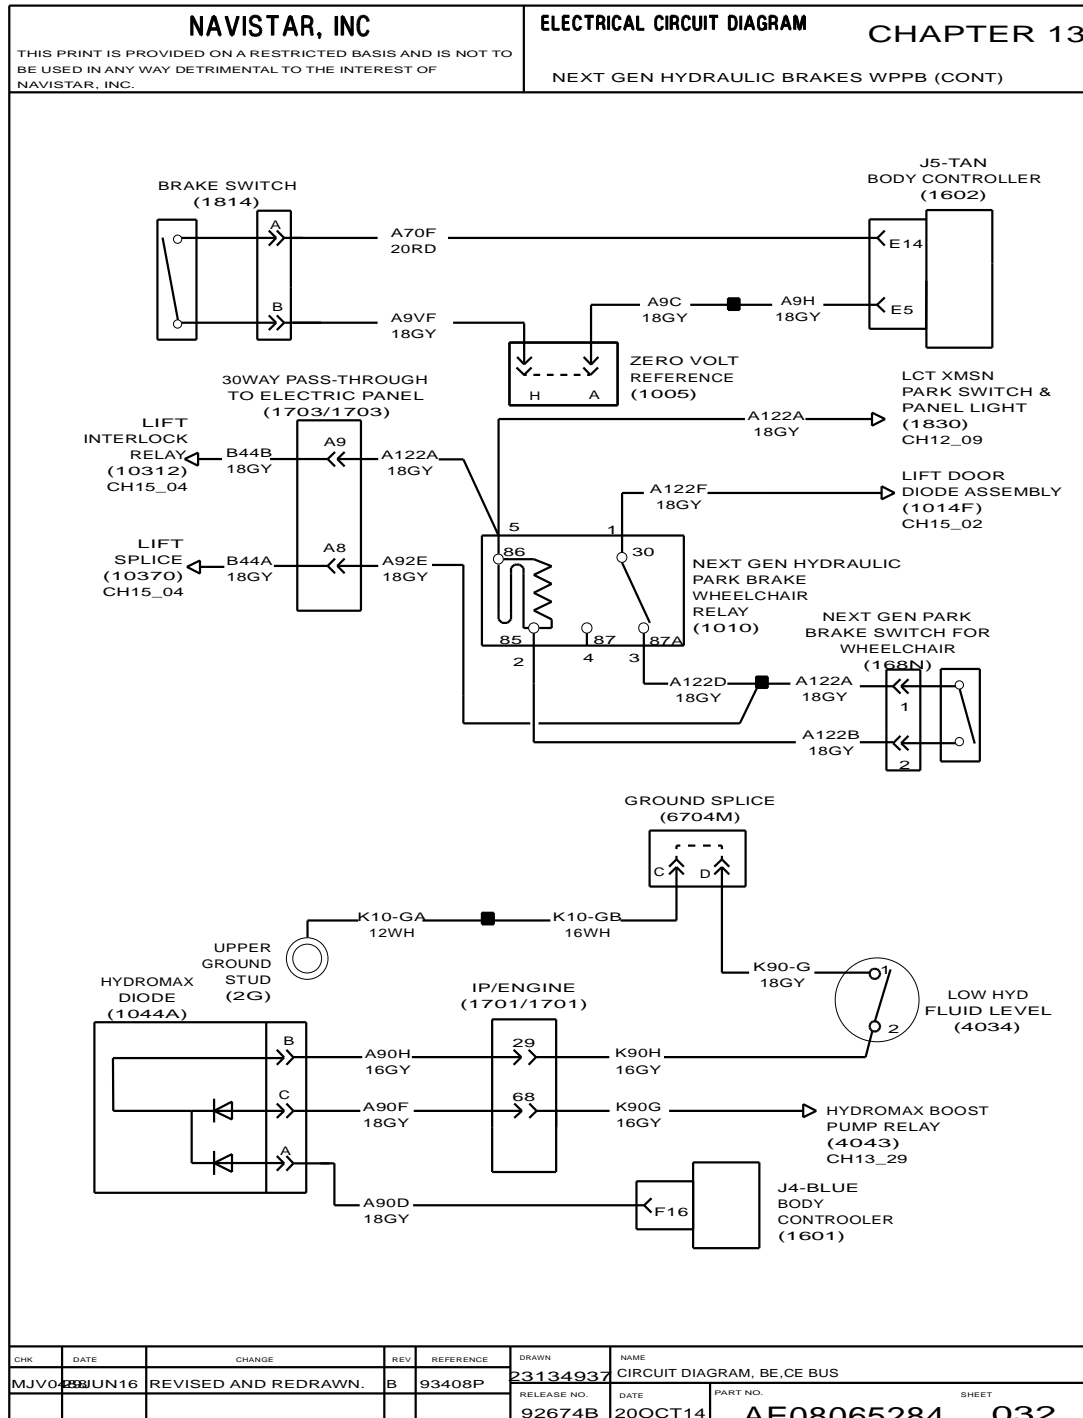 NAVISTAR, INC
THIS PRINT IS PROVIDED ON A RESTRICTED BASIS AND IS NOT TO
BE USED IN ANY WAY DETRIMENTAL TO THE INTEREST OF
NAVISTAR, INC.
ELECTRICAL CIRCUIT DIAGRAM
CHAPTER 13
NEXT GEN HYDRAULIC BRAKES WPPB (CONT)
J5-TAN
BODY CONTROLLER
(1602)
BRAKE SWITCH
(1814)
A
A70F
20RD
E14
B
A9VF
18GY
A9C
18GY
A9H
18GY
E5
H
A
ZERO VOLT
REFERENCE
(1005)
30WAY PASS-THROUGH
TO ELECTRIC PANEL
(1703/1703)
LCT XMSN
PARK SWITCH &
PANEL LIGHT
(1830)
CH12_09
A122A
18GY
LIFT
INTERLOCK
RELAY
(10312)
CH15_04
B44B
18GY
A9
A122A
18GY
A122F
18GY
LIFT DOOR
DIODE ASSEMBLY
(1014F)
CH15_02
LIFT
SPLICE
(10370)
CH15_04
B44A
18GY
A8
A92E
18GY
5
1
86
30
85
87
87A
2
4
3
NEXT GEN HYDRAULIC
PARK BRAKE
WHEELCHAIR
RELAY
(1010)
NEXT GEN PARK
BRAKE SWITCH FOR
WHEELCHAIR
(168N)
A122D
18GY
A122A
18GY
1
A122B
18GY
2
GROUND SPLICE
(6704M)
C
D
K10-GA
12WH
K10-GB
16WH
UPPER
GROUND
STUD
(2G)
K90-G
18GY
1
2
LOW HYD
FLUID LEVEL
(4034)
HYDROMAX
DIODE
(1044A)
IP/ENGINE
(1701/1701)
B
A90H
16GY
29
K90H
16GY
C
A90F
18GY
68
K90G
16GY
HYDROMAX BOOST
PUMP RELAY
(4043)
CH13_29
A
A90D
18GY
F16
J4-BLUE
BODY
CONTROOLER
(1601)
CHK
DATE
CHANGE
REV
REFERENCE
DRAWN
NAME
REVISED AND REDRAWN.
B
93408P
23134937
CIRCUIT DIAGRAM, BE,CE BUS
RELEASE NO.
DATE
PART NO.
SHEET
92674B
20OCT14
AE08065284
032